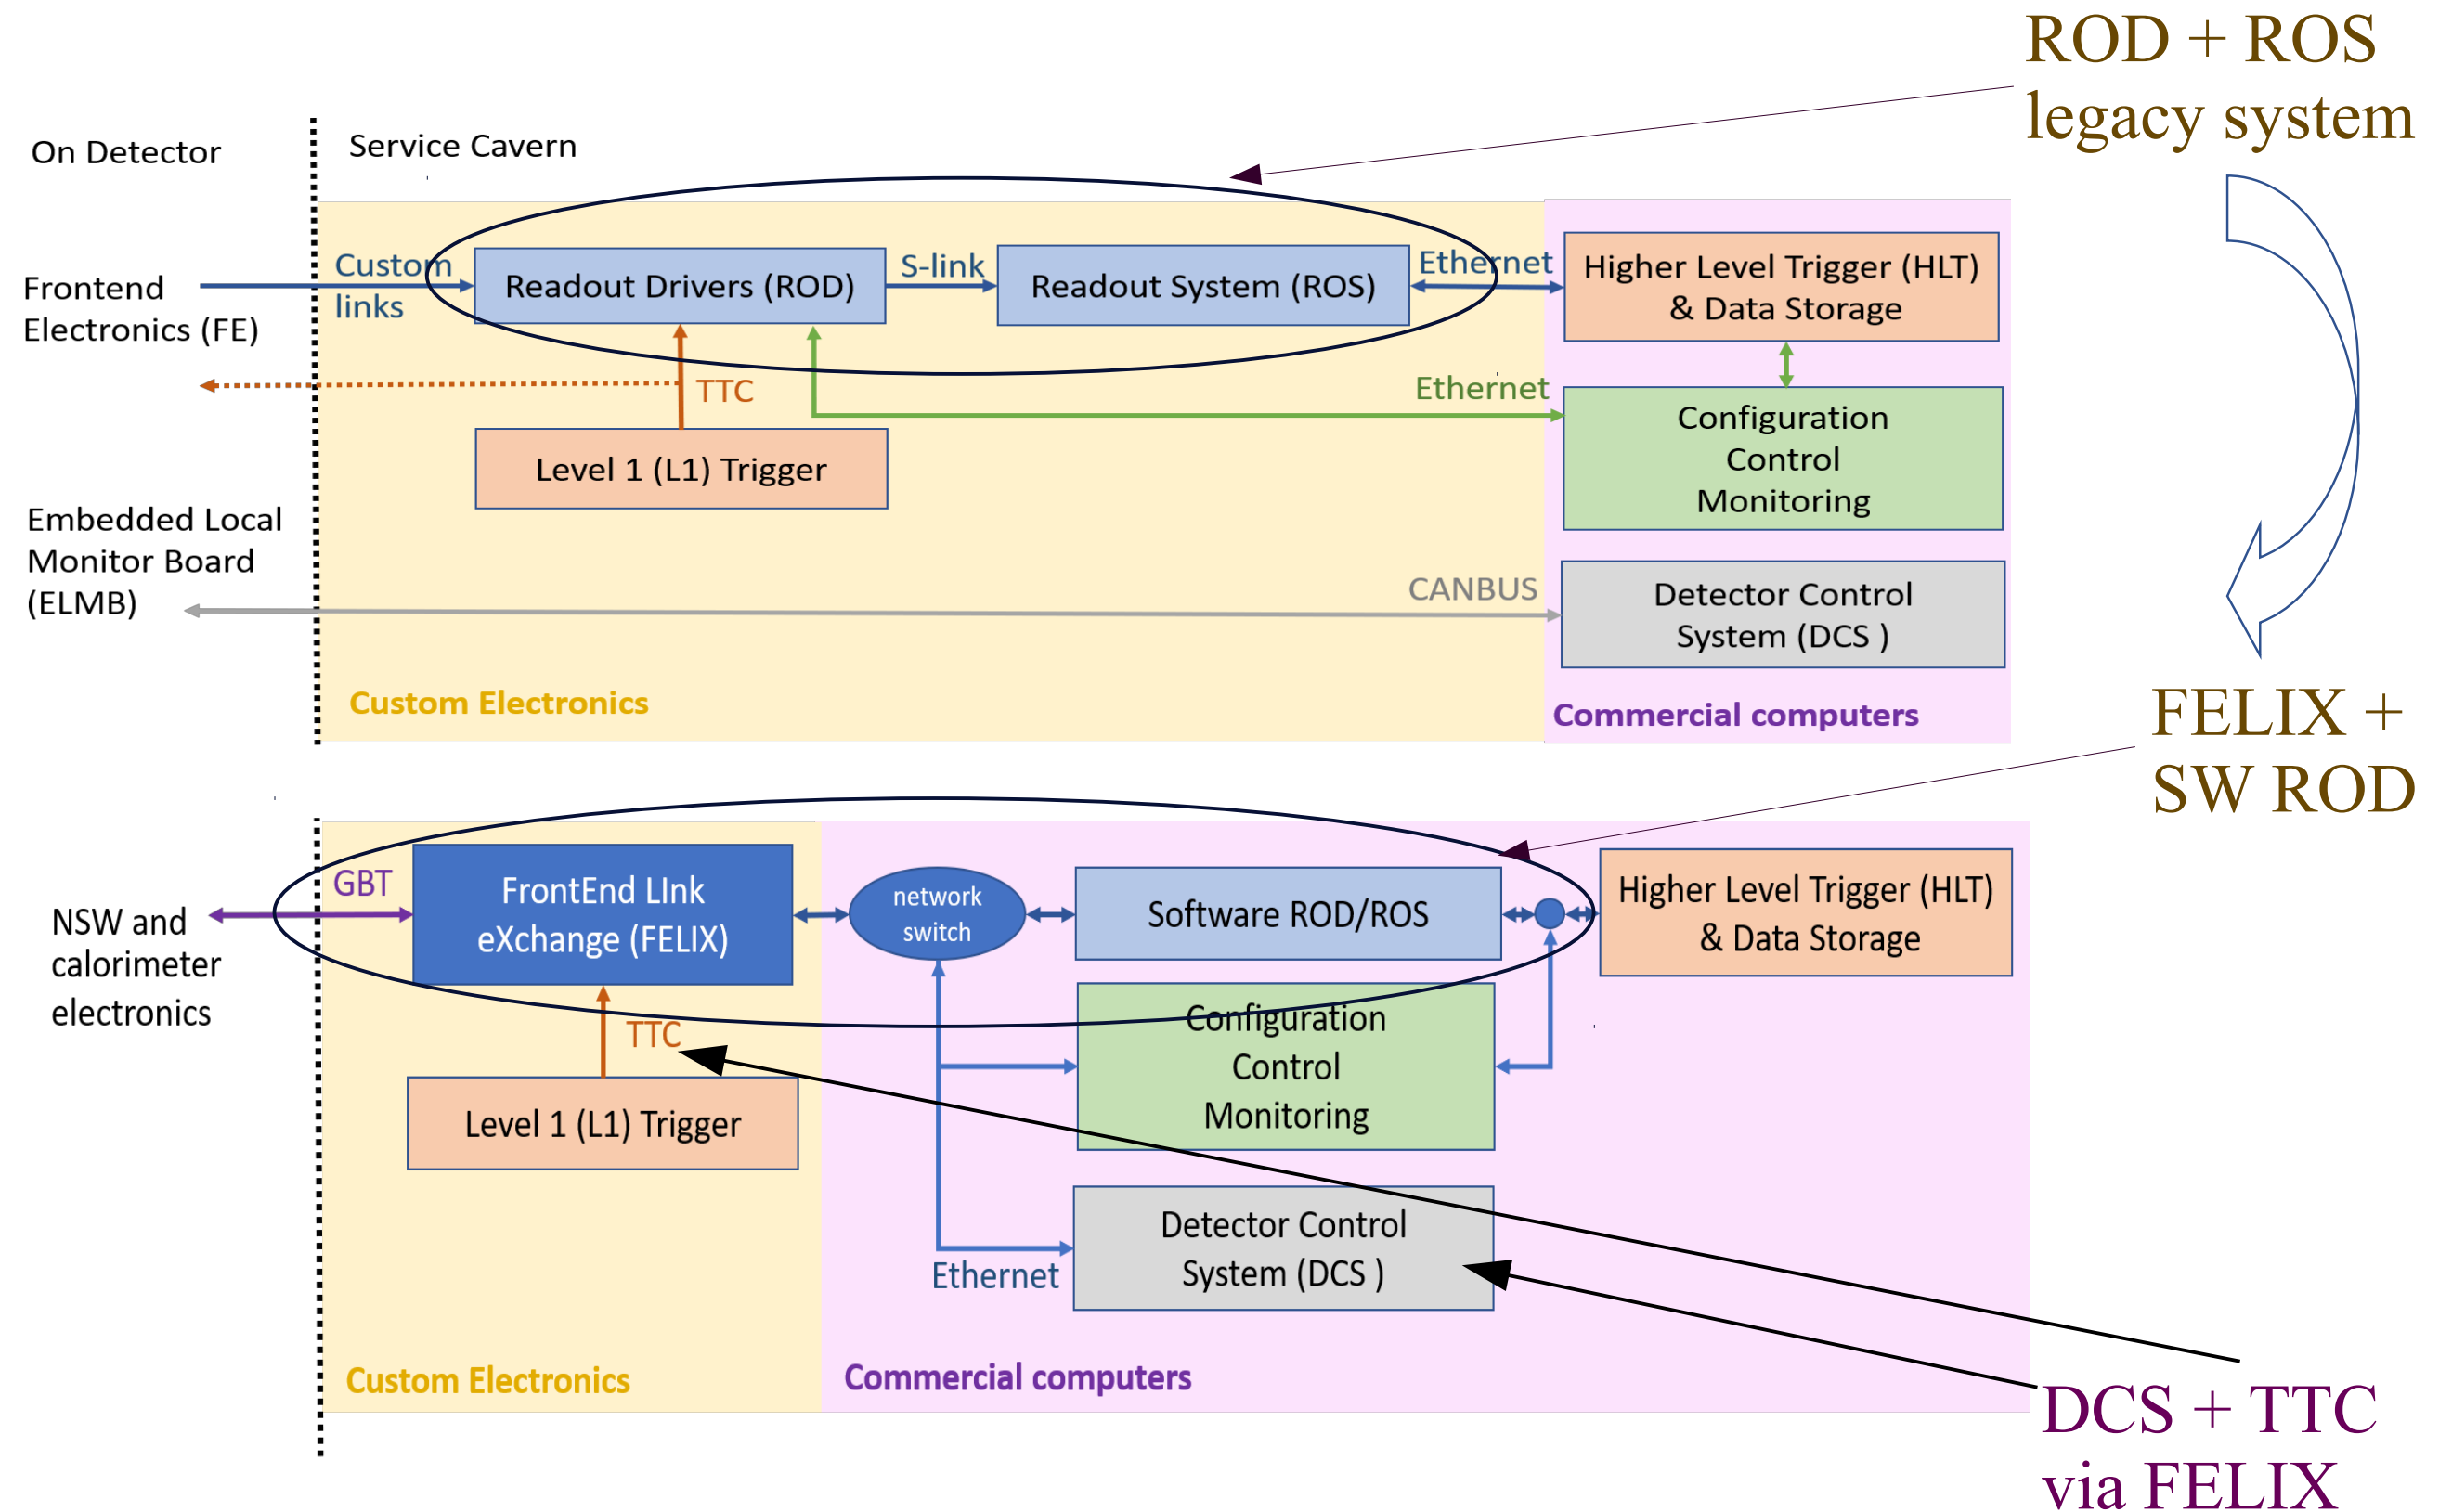 ROD + ROS
legacy system
On Detector
Service Cavern
Frontend
Electronics (FE)
Custom
links
Readout Drivers (ROD)
S-link
Readout System (ROS)
Ethernet
Higher Level Trigger (HLT)
& Data Storage
TTC
Ethernet
Configuration
Control
Monitoring
Level 1 (L1) Trigger
Embedded Local
Monitor Board
(ELMB)
CANBUS
Detector Control
System (DCS )
Custom Electronics
Commercial computers
FELIX +
SW ROD
NSW and
calorimeter
electronics
GBT
FrontEnd LInk
eXchange (FELIX)
network
switch
Software ROD/ROS
Higher Level Trigger (HLT)
& Data Storage
TTC
Configuration
Control
Monitoring
Level 1 (L1) Trigger
Detector Control
System (DCS )
Ethernet
Custom Electronics
Commercial computers
DCS + TTC
via FELIX